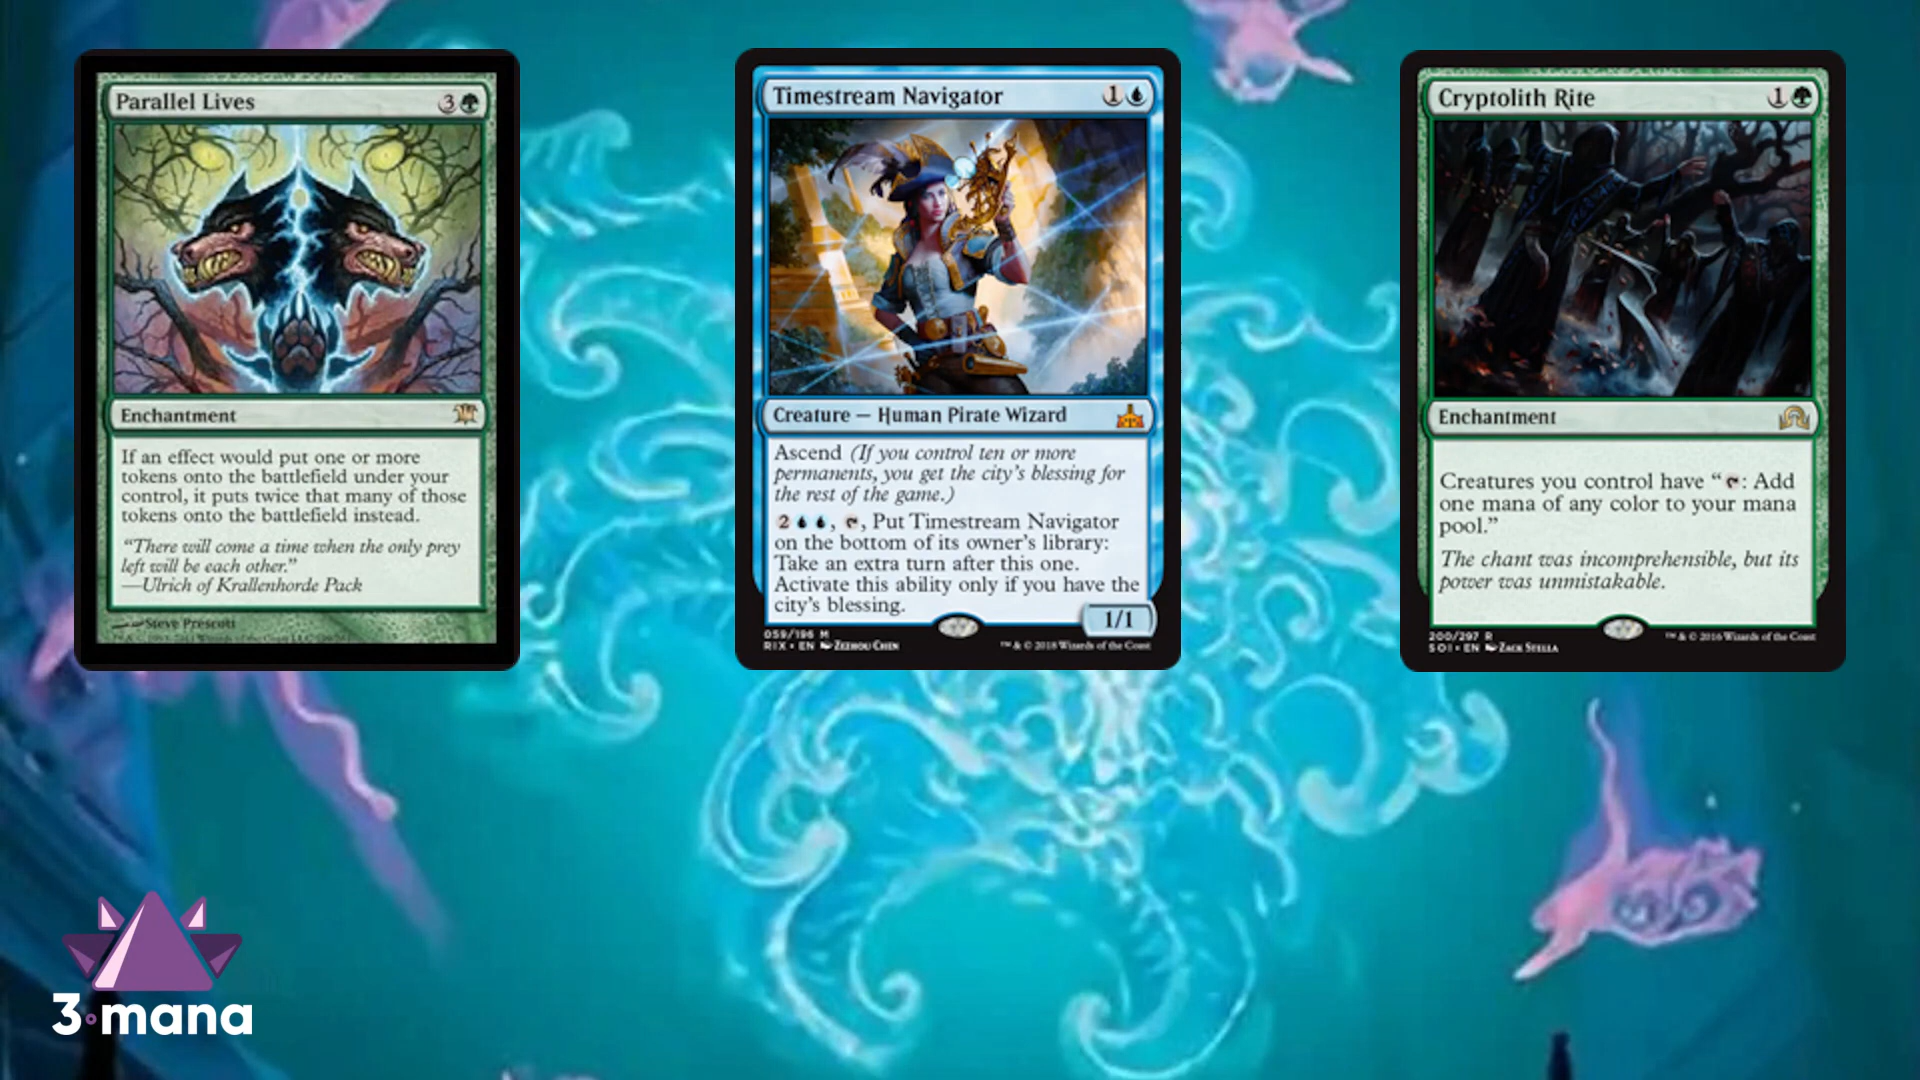 Parallel Lives 3
Enchantment
If an effect would put one or more
tokens onto the battlefield under your
control, it puts twice that many of those
tokens onto the battlefield instead.
“There will come a time when the only prey
left will be each other.”
—Ulrich of Krallenhorde Pack
Steve Prescott
Timestream Navigator 1
Creature — Human Pirate Wizard
Ascend (If you control ten or more
permanents, you get the city’s blessing for
the rest of the game.)
2 , , Put Timestream Navigator
on the bottom of its owner’s library:
Take an extra turn after this one.
Activate this ability only if you have the
city’s blessing.
1/1
059/196 M
RIX • EN Zezhou Chen
™ & © 2018 Wizards of the Coast
Cryptolith Rite 1
Enchantment
Creatures you control have “ : Add
one mana of any color to your mana
pool.”
The chant was incomprehensible, but its
power was unmistakable.
200/297 R
SOI • EN Zack Stella
™ & © 2016 Wizards of the Coast
3•mana